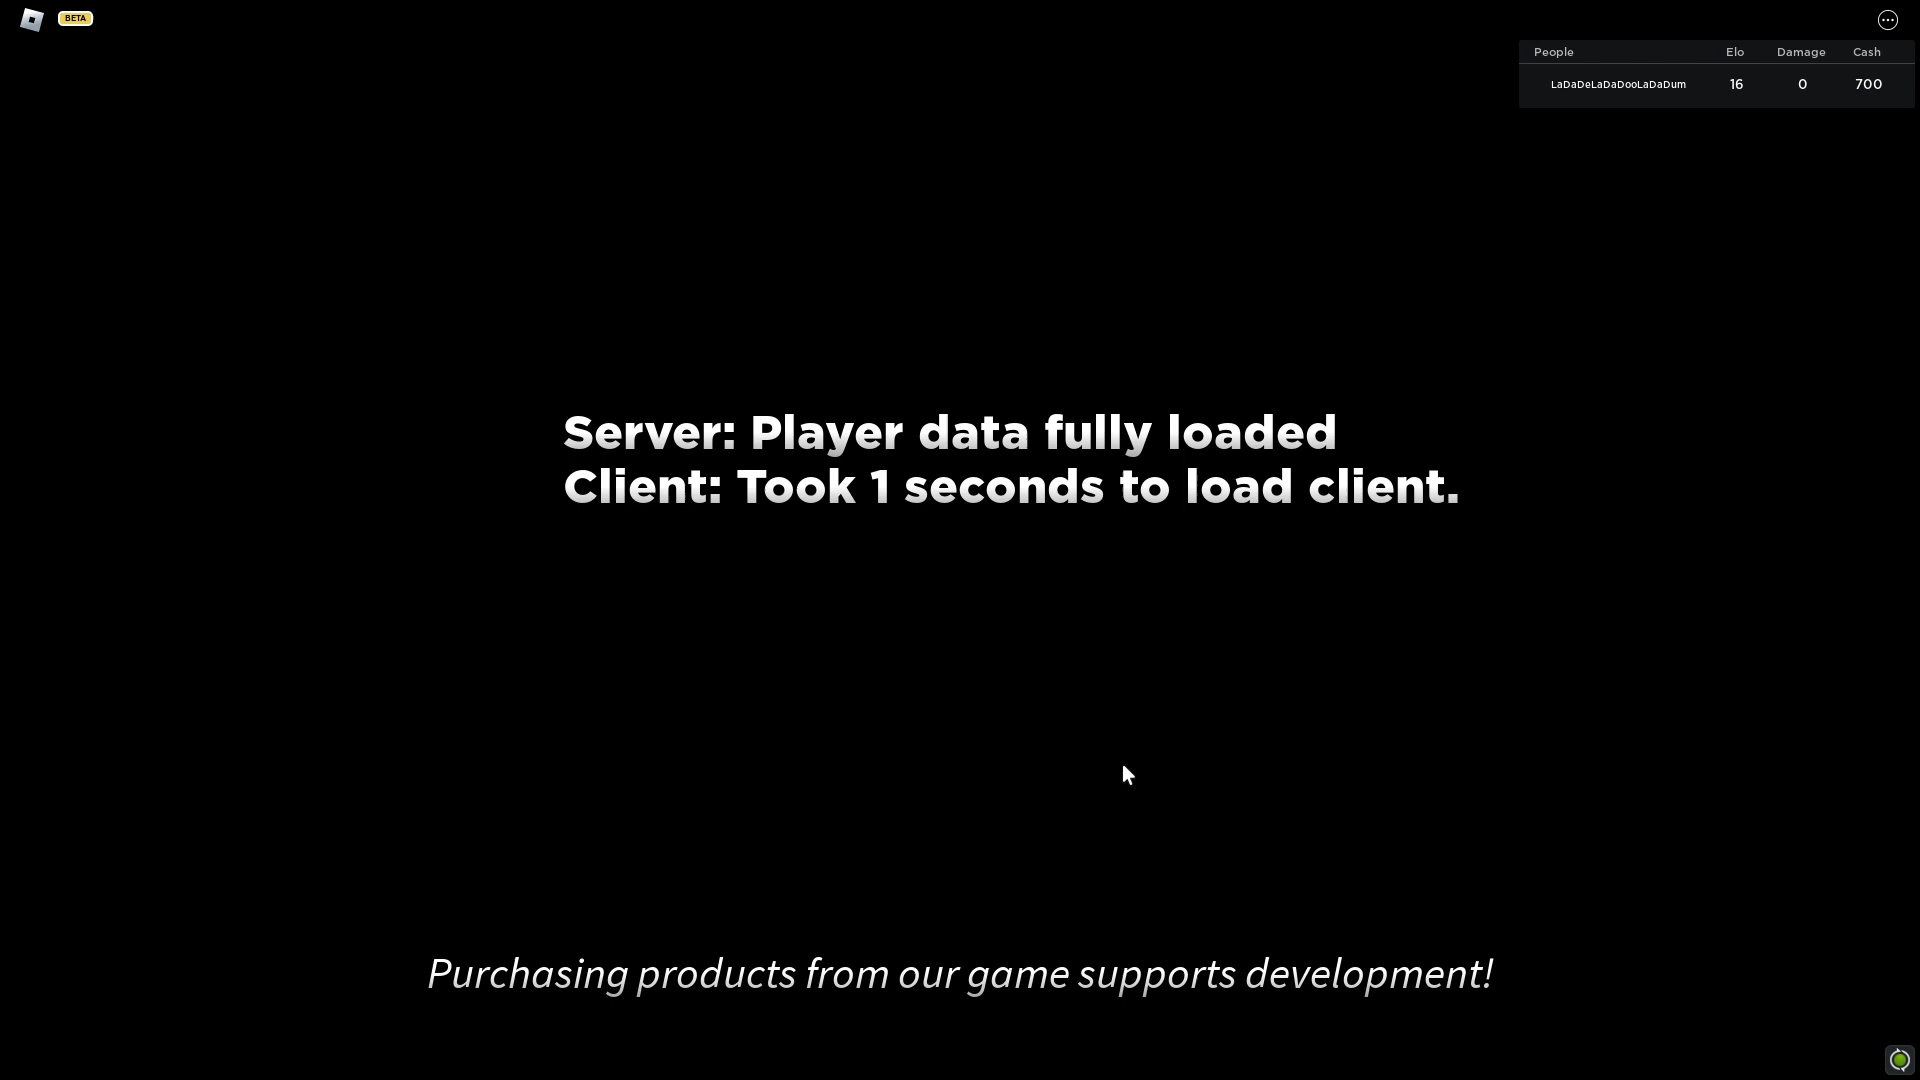 BETA
People Elo Damage Cash
LaDaDeLaDaDooLaDaDum 16 0 700
Server: Player data fully loaded
Client: Took 1 seconds to load client.
Purchasing products from our game supports development!